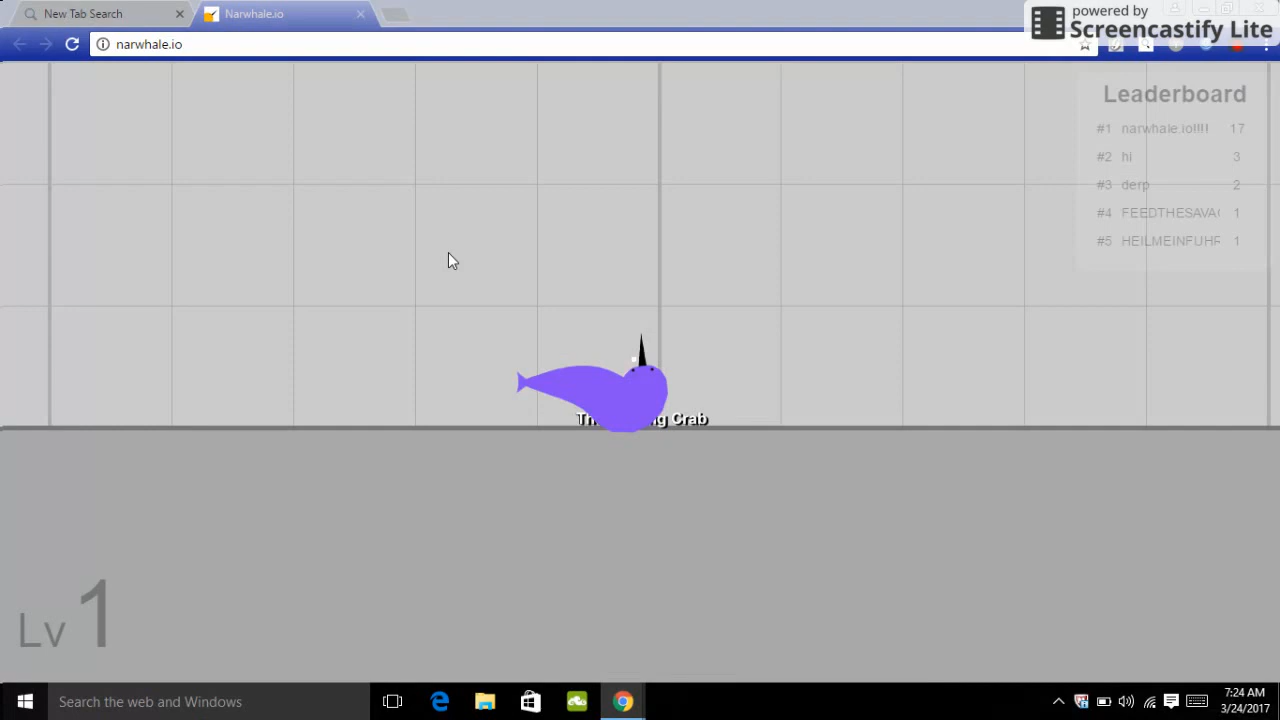 New Tab Search
Narwhale.io
powered by
Screencastify Lite
narwhale.io
Leaderboard
#1 narwhale.io!!!! 17
#2 hi 3
#3 derp 2
#4 FEEDTHESAVA 1
#5 HEILMEINFUHR 1
Crab
Lv 1
Search the web and Windows
7:24 AM
3/24/2017